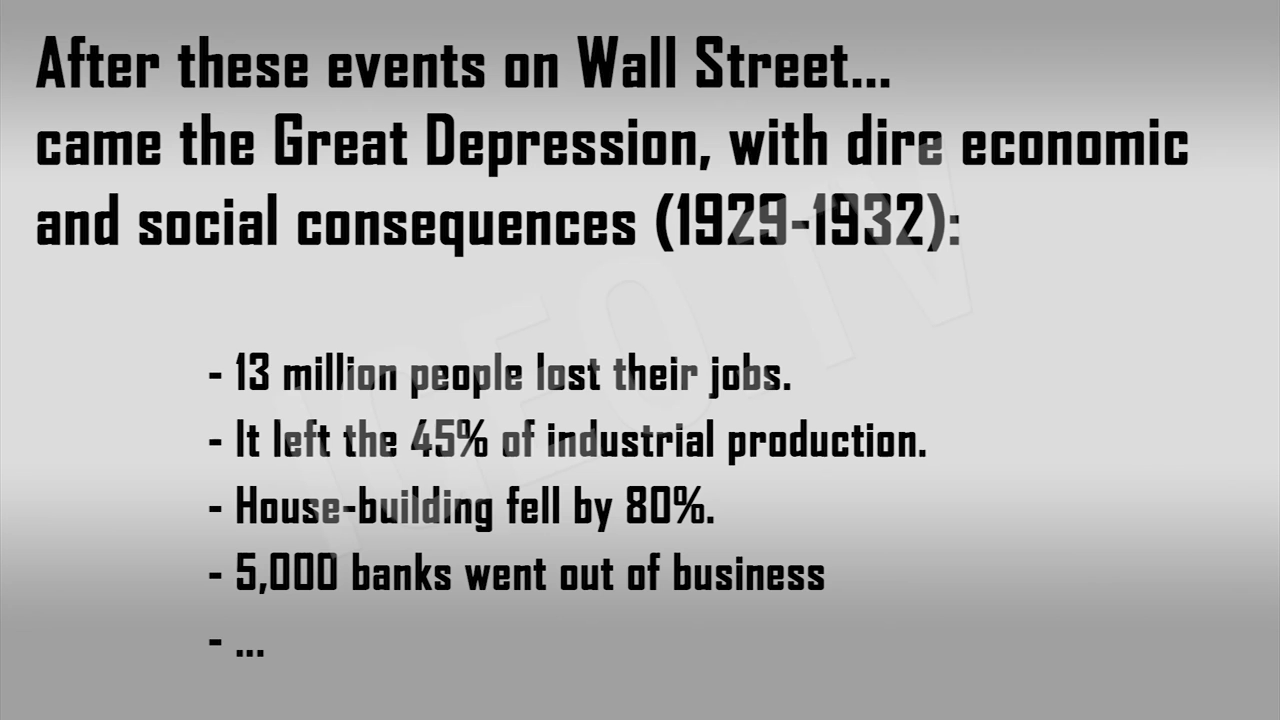 After these events on Wall Street...
came the Great Depression, with dire economic
and social consequences (1929-1932):
- 13 million people lost their jobs.
- It left the 45% of industrial production.
- House-building fell by 80%.
- 5,000 banks went out of business
- ...